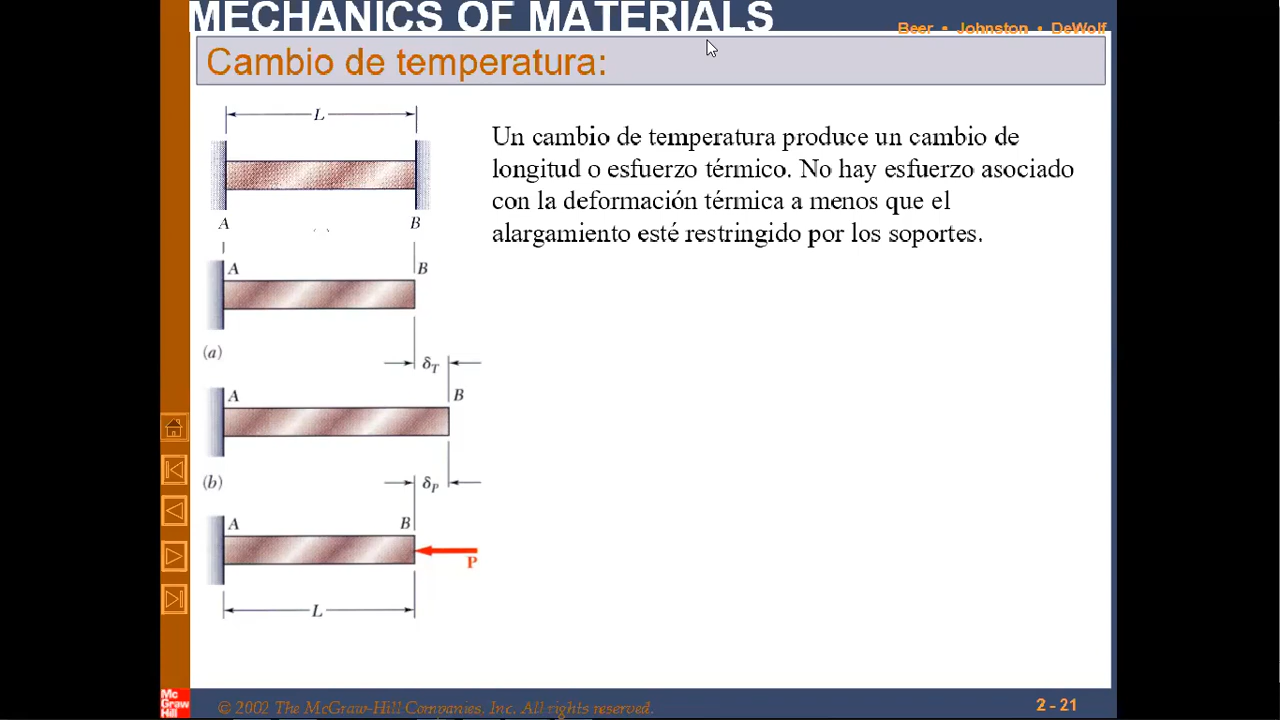 MECHANICS OF MATERIALS
Beer • Johnston • DeWolf
Cambio de temperatura:
L
A B
Un cambio de temperatura produce un cambio de
longitud o esfuerzo térmico. No hay esfuerzo asociado
con la deformación térmica a menos que el
alargamiento esté restringido por los soportes.
A B
(a)
δT
A B
(b)
δP
A B
P
L
Mc
Graw
Hill
© 2002 The McGraw-Hill Companies, Inc. All rights reserved.
2 - 21